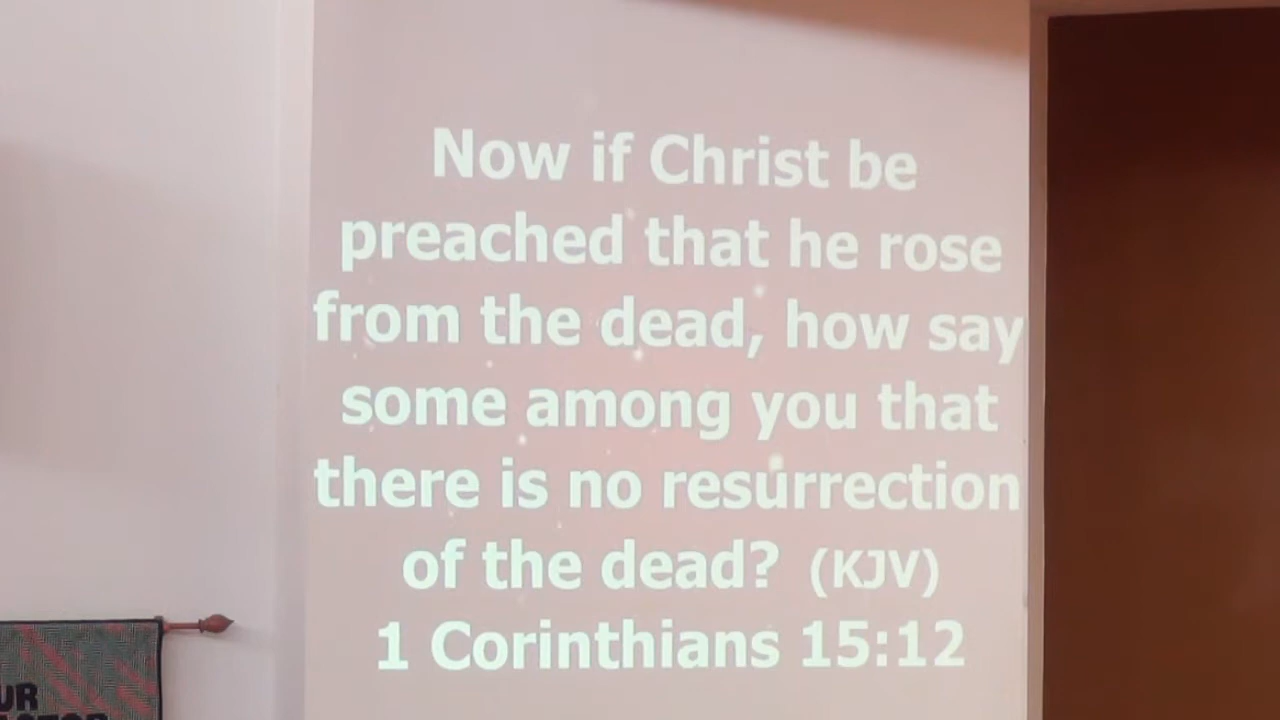 Now if Christ be
preached that he rose
from the dead, how say
some among you that
there is no resurrection
of the dead? (KJV)
1 Corinthians 15:12